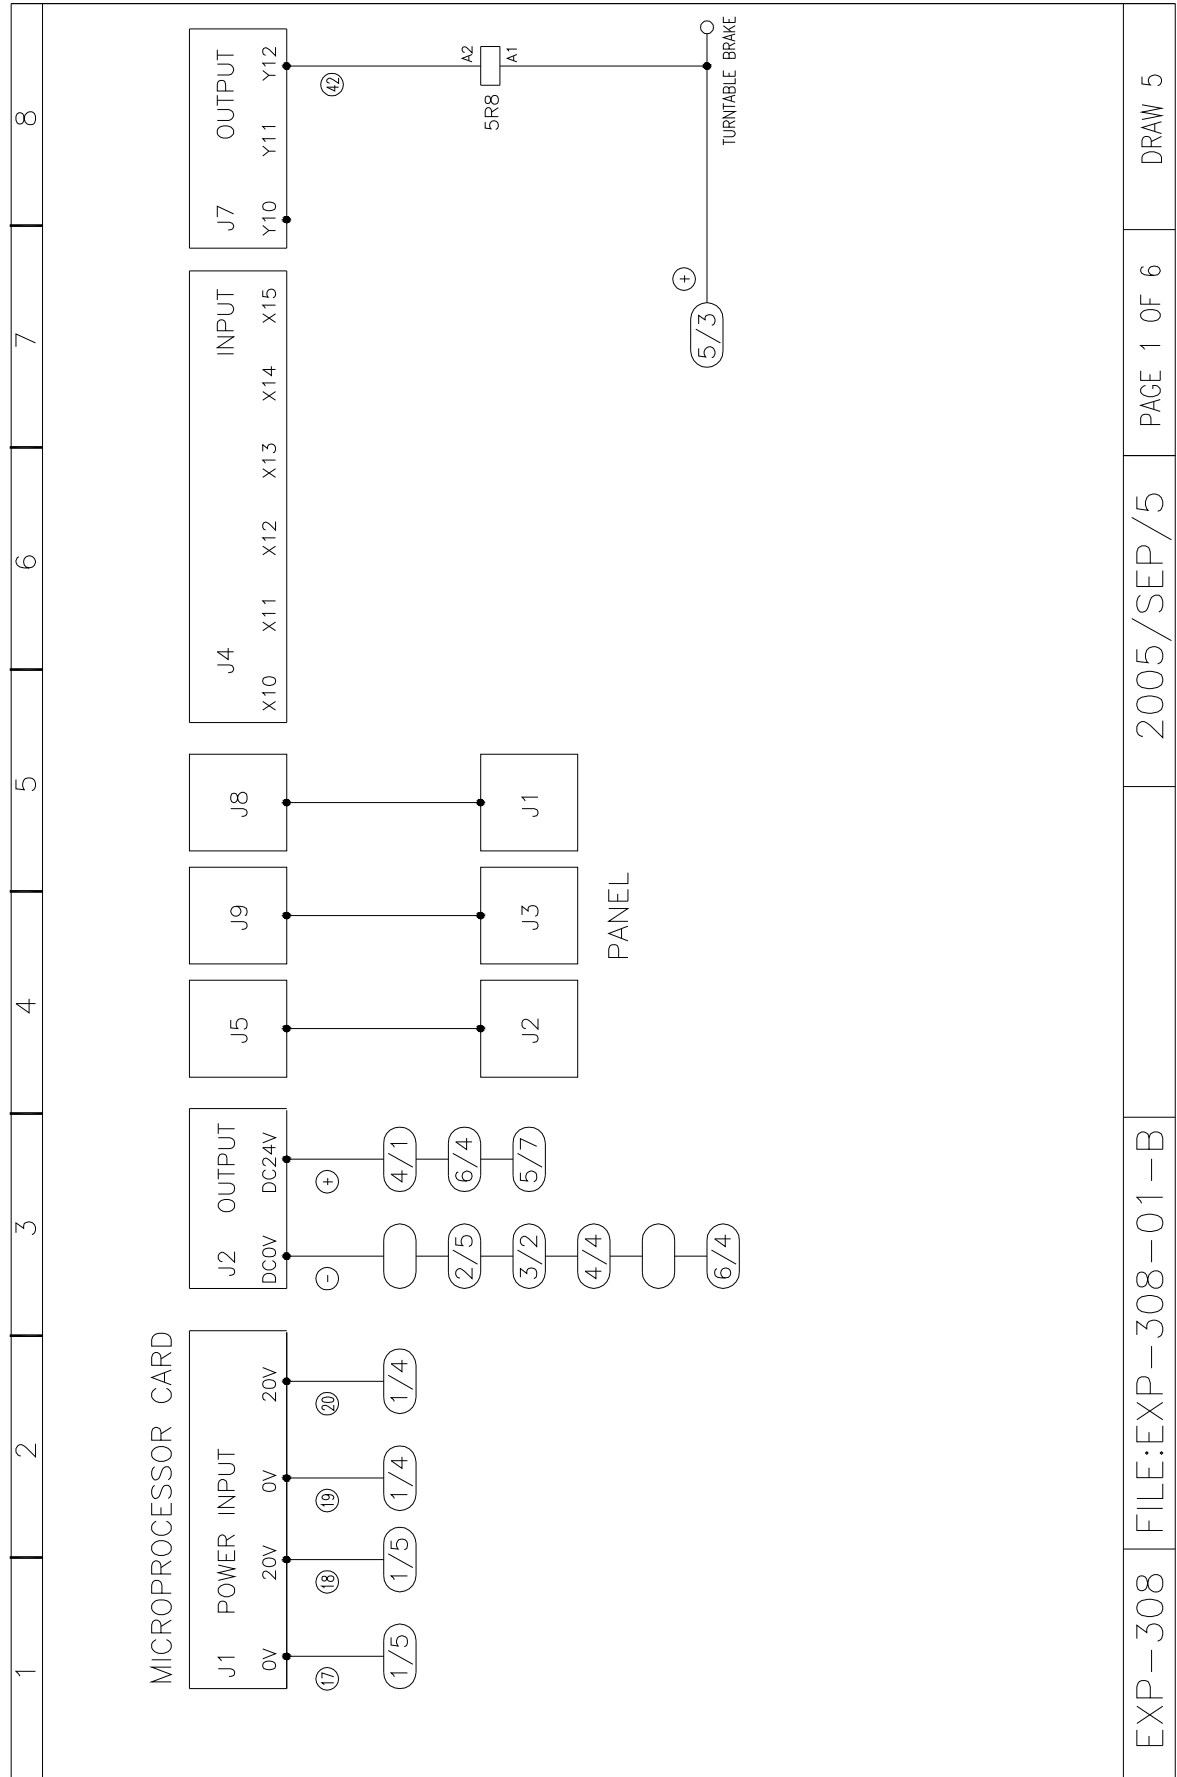 1 2 3 4 5 6 7 8
MICROPROCESSOR CARD
J1 POWER INPUT
0V 20V 0V 20V
17 18 19 20
1/5 1/5 1/4 1/4
J2 OUTPUT
DC0V DC24V
- +
4/1
2/5 6/4
3/2 5/7
4/4
6/4
J5 J9 J8
J2 J3 J1
PANEL
J4 INPUT
X10 X11 X12 X13 X14 X15
J7 OUTPUT
Y10 Y11 Y12
42
A2
5R8
A1
+
5/3
TURNTABLE BRAKE
EXP-308 FILE:EXP-308-01-B 2005/SEP/5 PAGE 1 OF 6 DRAW 5